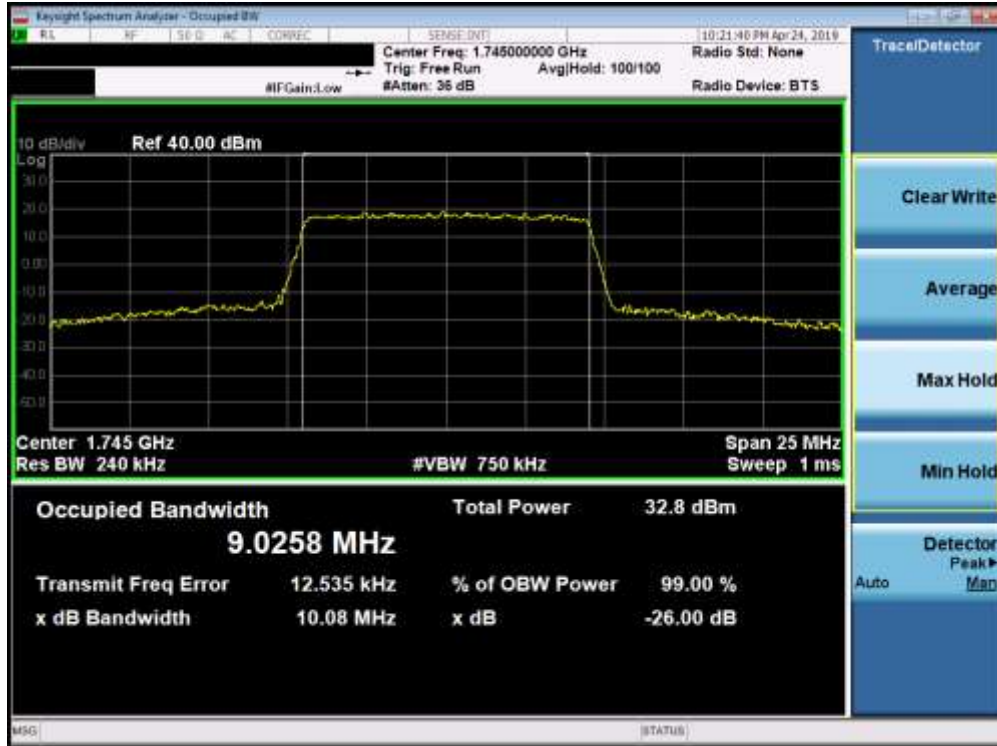 Keysight Spectrum Analyzer - Occupied BW
RL RF 50 Ω AC CORREC SENSE:INT 10:21:40 PM Apr 24, 2019
Center Freq: 1.745000000 GHz Radio Std: None
Trig: Free Run Avg|Hold: 100/100
#IFGain:Low #Atten: 36 dB Radio Device: BTS
Trace/Detector
10 dB/div Ref 40.00 dBm
Log
30.0
20.0
10.0
0.00
-10.0
-20.0
-30.0
-40.0
-50.0
Center 1.745 GHz Span 25 MHz
Res BW 240 kHz #VBW 750 kHz Sweep 1 ms
Occupied Bandwidth Total Power 32.8 dBm
9.0258 MHz
Transmit Freq Error 12.535 kHz % of OBW Power 99.00 %
x dB Bandwidth 10.08 MHz x dB -26.00 dB
Clear Write
Average
Max Hold
Min Hold
Detector
Peak▶
Auto Man
MSG STATUS